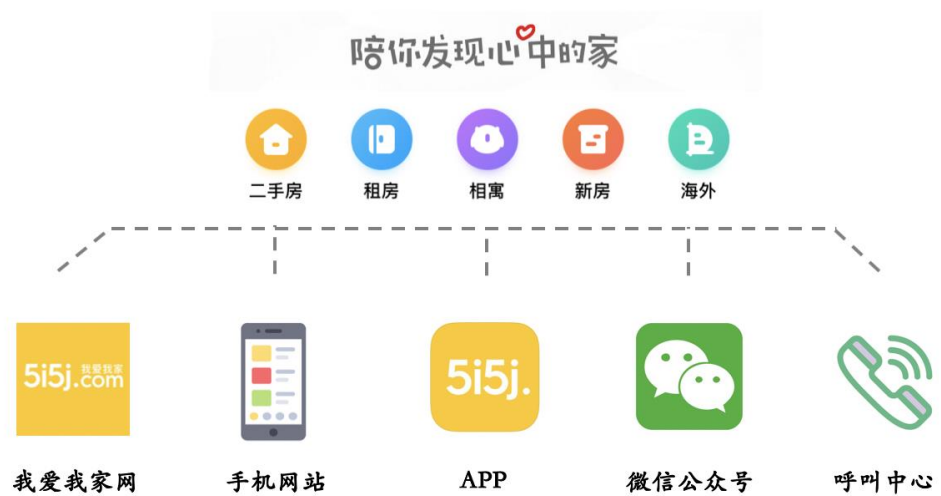 陪你发现心中的家
二手房 租房 相寓 新房 海外
5i5j.com 我爱我家
5i5j.
我爱我家网 手机网站 APP 微信公众号 呼叫中心